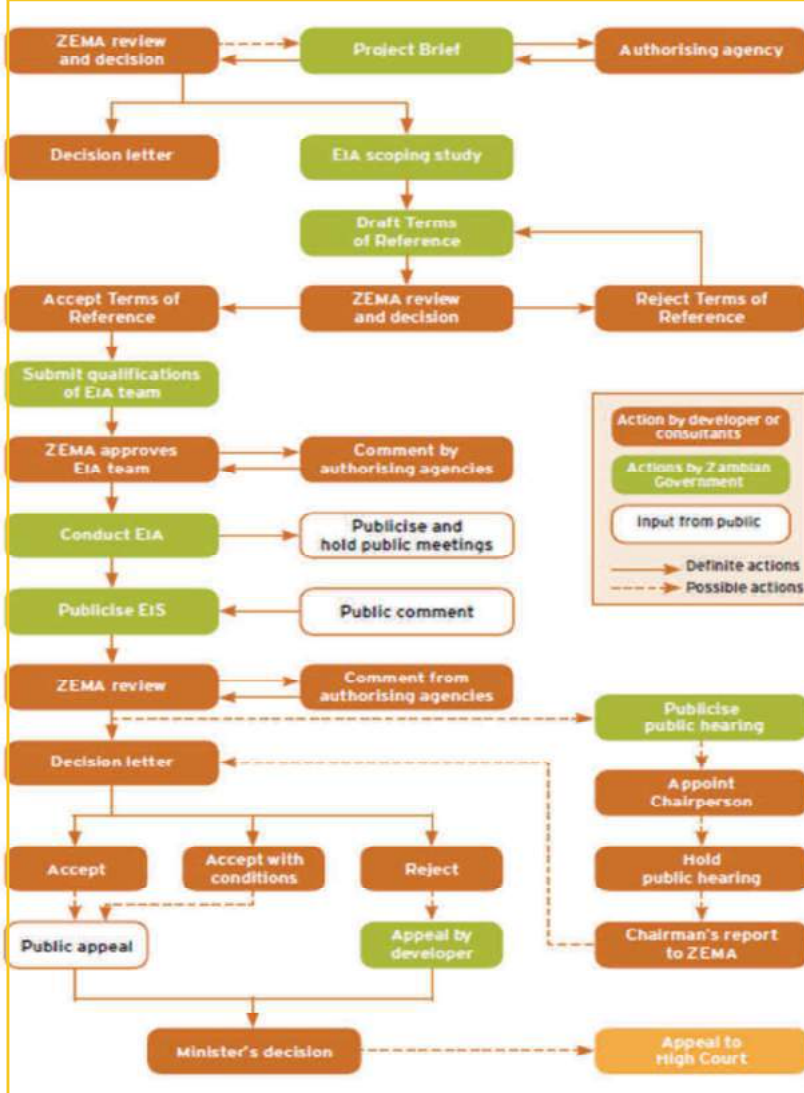 ZEMA review
and decision
Project Brief
Authorising agency
Decision letter
EIA scoping study
Draft Terms
of Reference
Accept Terms of
Reference
ZEMA review
and decision
Reject Terms of
Reference
Submit qualifications
of EIA team
ZEMA approves
EIA team
Comment by
authorising agencies
Action by developer or
consultants
Actions by Zambian
Government
Input from public
Definite actions
Possible actions
Conduct EIA
Publicise and
hold public meetings
Publicise EIS
Public comment
ZEMA review
Comment from
authorising agencies
Publicise
public hearing
Decision letter
Appoint
Chairperson
Accept
Accept with
conditions
Reject
Hold
public hearing
Public appeal
Appeal by
developer
Chairman's report
to ZEMA
Minister's decision
Appeal to
High Court